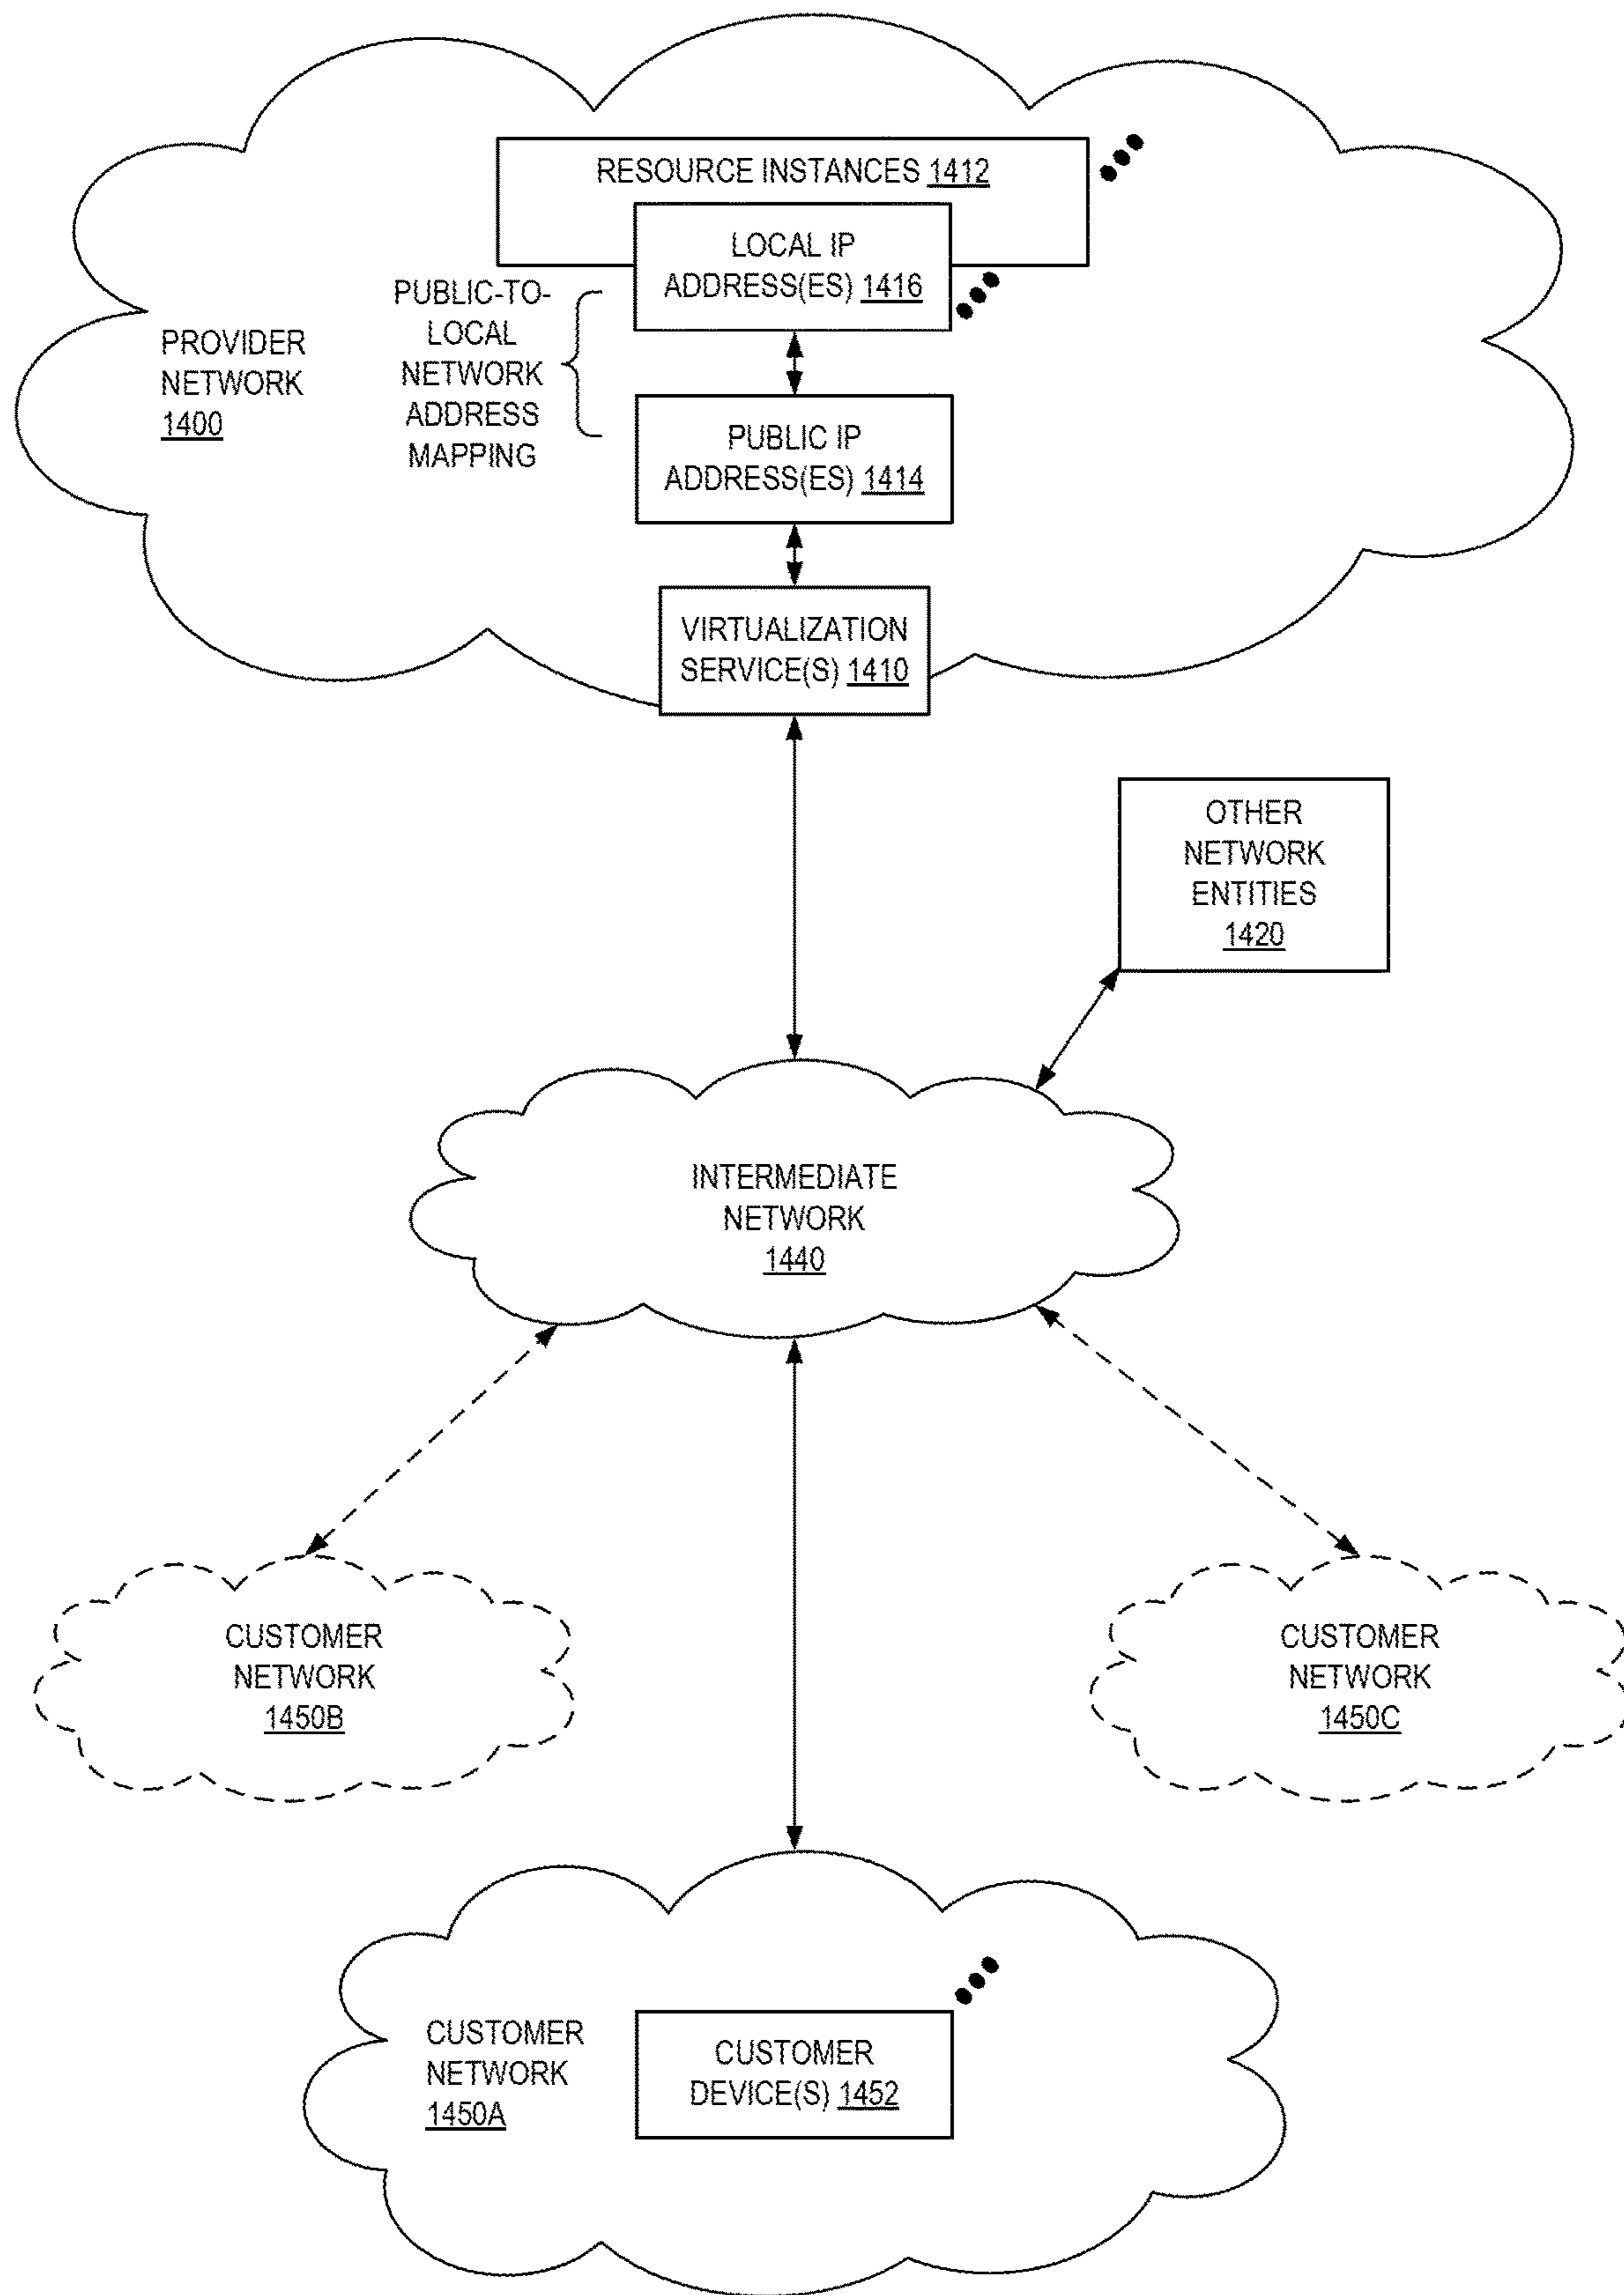 RESOURCE INSTANCES 1412
LOCAL IP
ADDRESS(ES) 1416
PUBLIC-TO-
LOCAL
NETWORK
ADDRESS
MAPPING
PROVIDER
NETWORK
1400
PUBLIC IP
ADDRESS(ES) 1414
VIRTUALIZATION
SERVICE(S) 1410
OTHER
NETWORK
ENTITIES
1420
INTERMEDIATE
NETWORK
1440
CUSTOMER
NETWORK
1450B
CUSTOMER
NETWORK
1450C
CUSTOMER
NETWORK
1450A
CUSTOMER
DEVICE(S) 1452